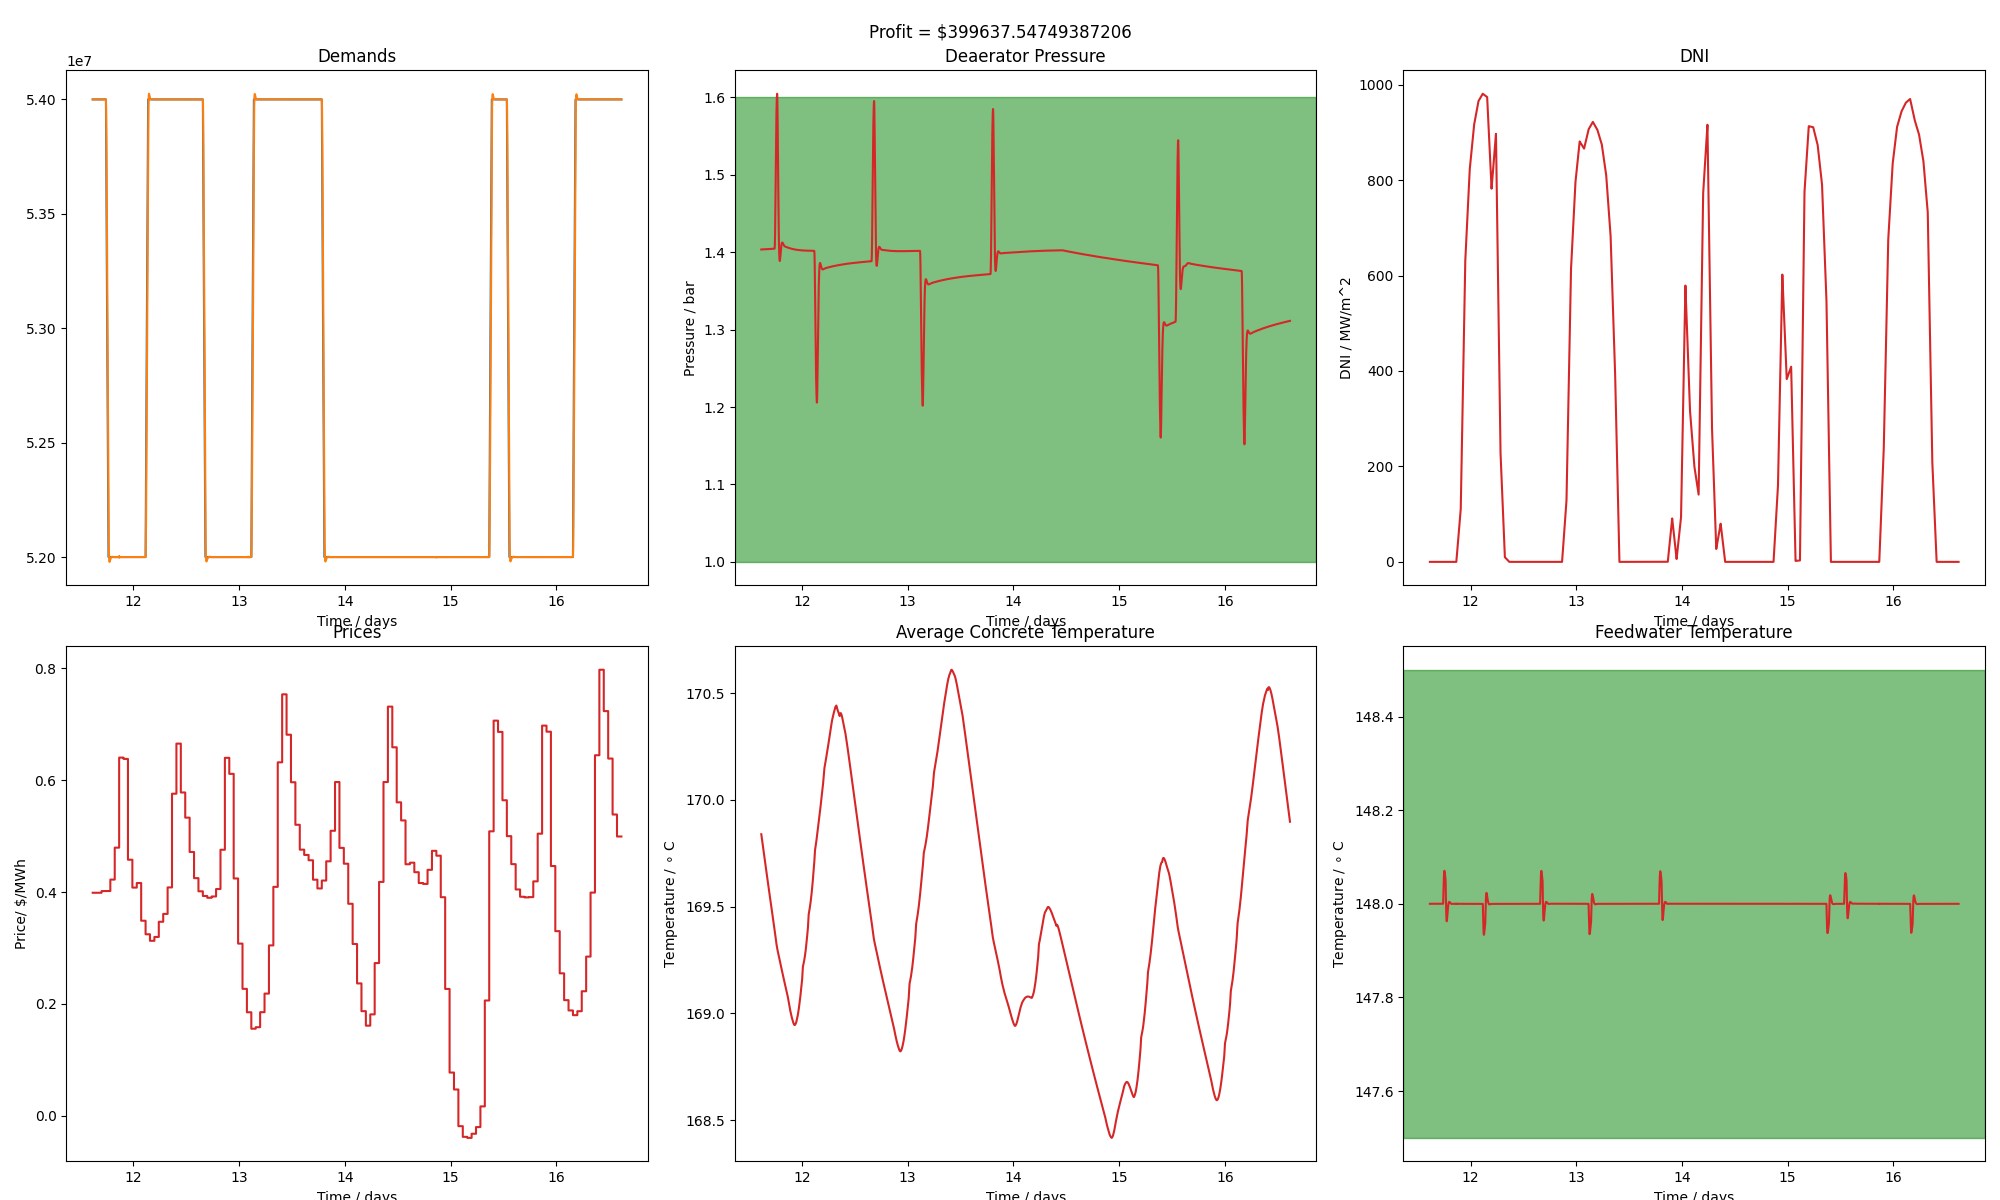 Profit = $399637.54749387206
Demands
1e7
5.40
5.35
5.30
5.25
5.20
12 13 14 15 16
Time / days
Deaerator Pressure
Pressure / bar
1.6
1.5
1.4
1.3
1.2
1.1
1.0
12 13 14 15 16
Time / days
DNI
DNI / MW/m^2
1000
800
600
400
200
0
12 13 14 15 16
Time / days
Prices
Price/ $/MWh
0.8
0.6
0.4
0.2
0.0
12 13 14 15 16
Time / days
Average Concrete Temperature
Temperature / ∘ C
170.5
170.0
169.5
169.0
168.5
12 13 14 15 16
Time / days
Feedwater Temperature
Temperature / ∘ C
148.4
148.2
148.0
147.8
147.6
12 13 14 15 16
Time / days